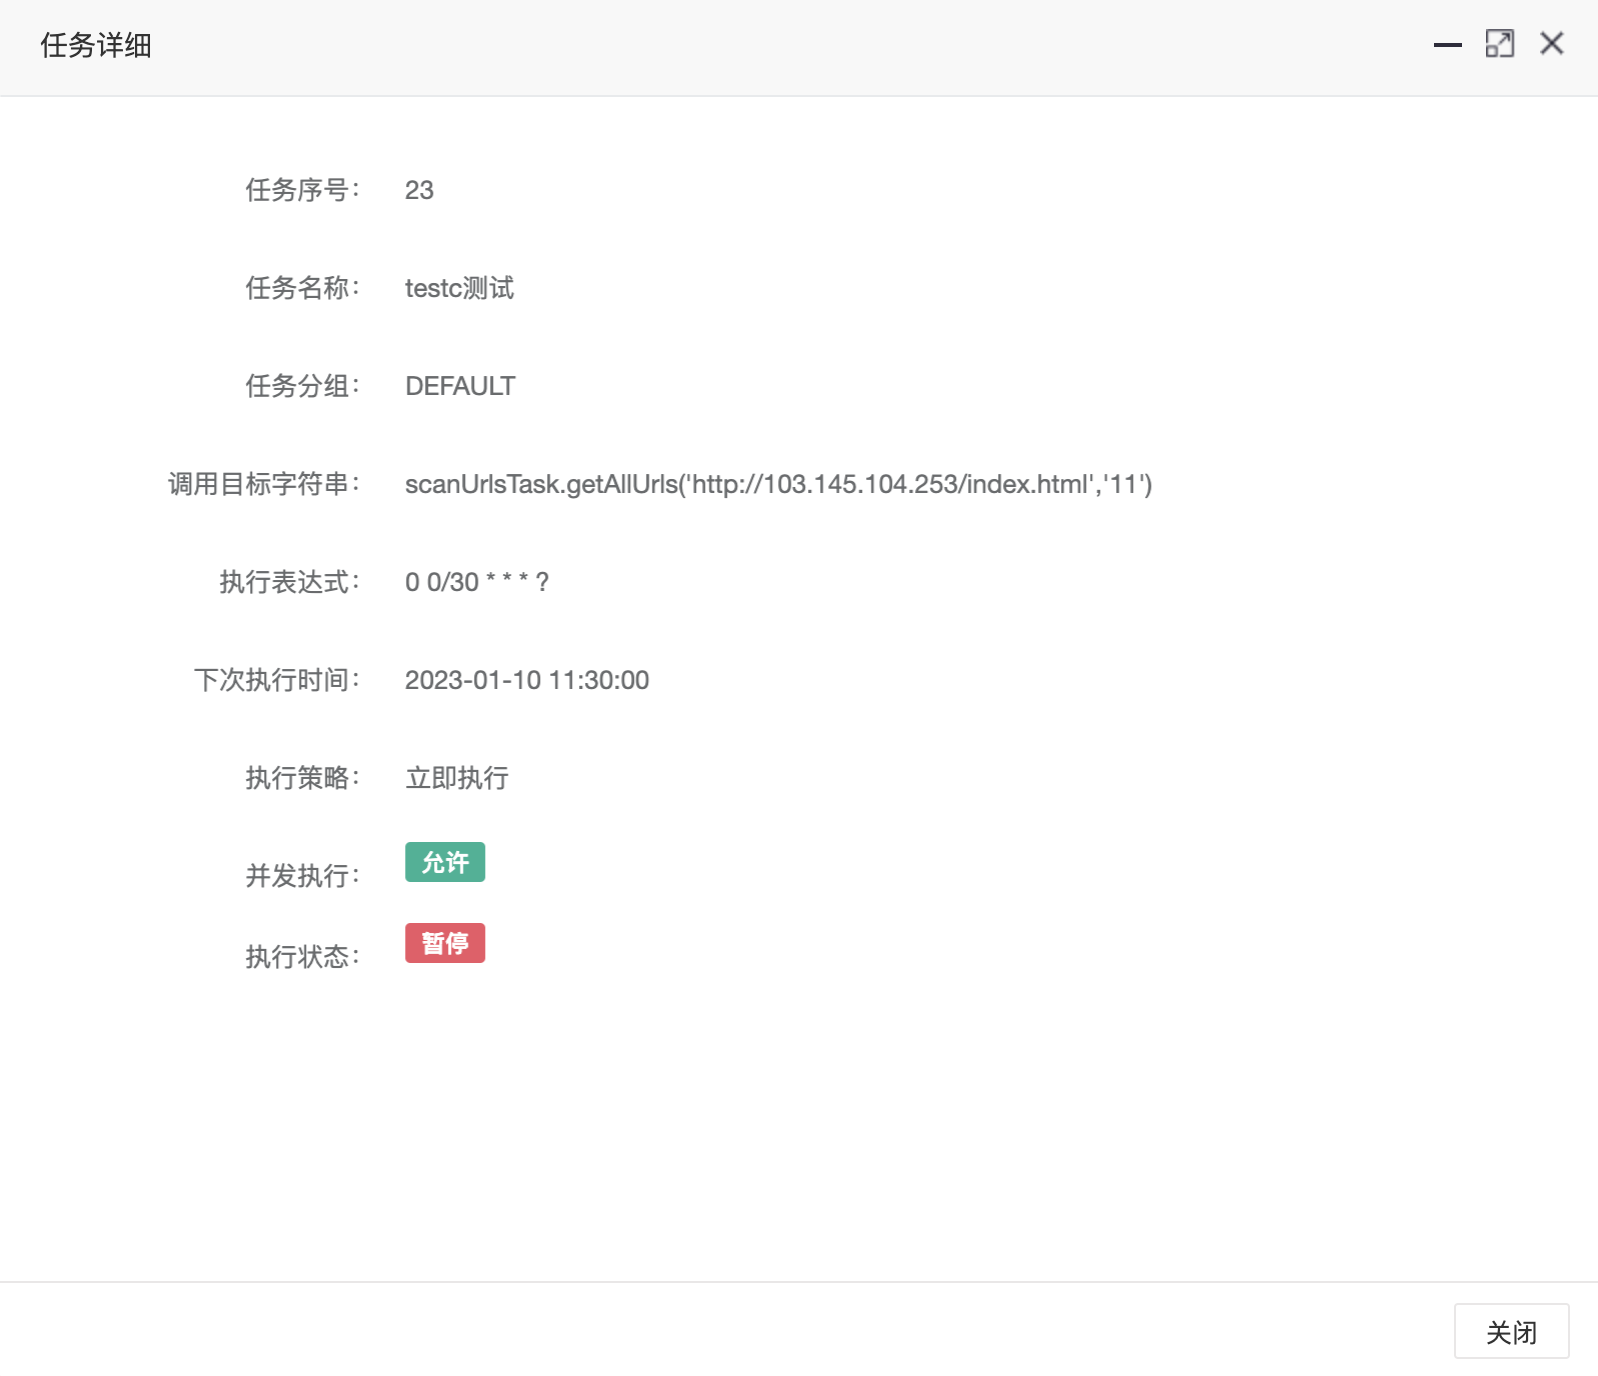 任务详细
任务序号： 23
任务名称： testc测试
任务分组： DEFAULT
调用目标字符串： scanUrlsTask.getAllUrls('http://103.145.104.253/index.html','11')
执行表达式： 0 0/30 * * * ?
下次执行时间： 2023-01-10 11:30:00
执行策略： 立即执行
并发执行： 允许
执行状态： 暂停
关闭